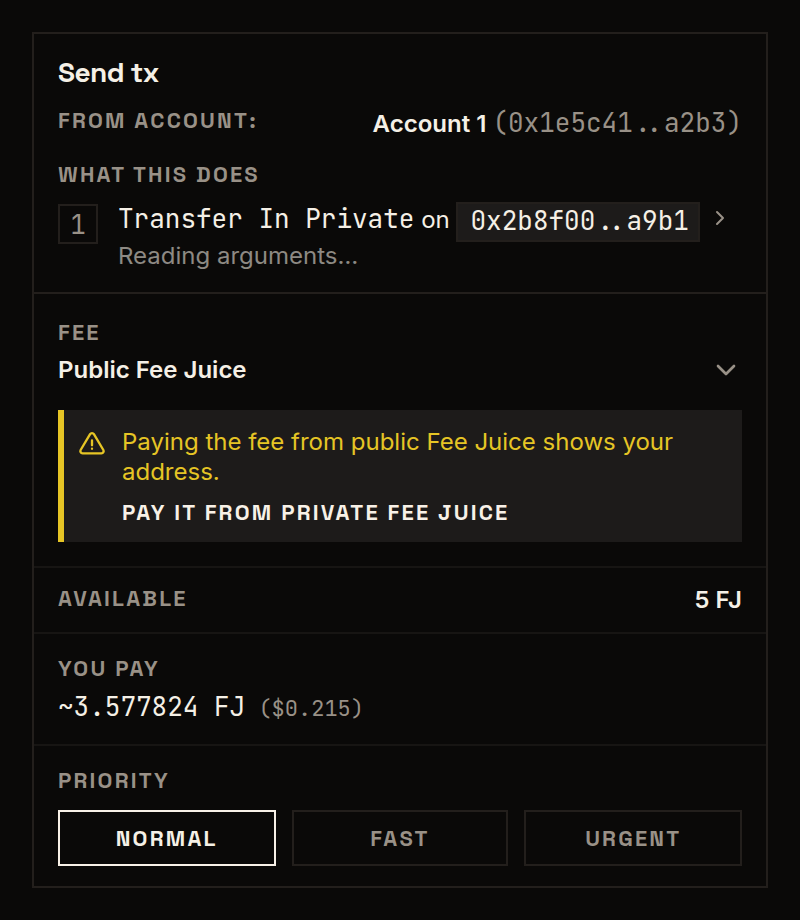 Send tx
FROM ACCOUNT: Account 1 (0x1e5c41..a2b3)
WHAT THIS DOES
1 Transfer In Private on 0x2b8f00..a9b1
Reading arguments...
FEE
Public Fee Juice
Paying the fee from public Fee Juice shows your
address.
PAY IT FROM PRIVATE FEE JUICE
AVAILABLE 5 FJ
YOU PAY
~3.577824 FJ ($0.215)
PRIORITY
NORMAL FAST URGENT